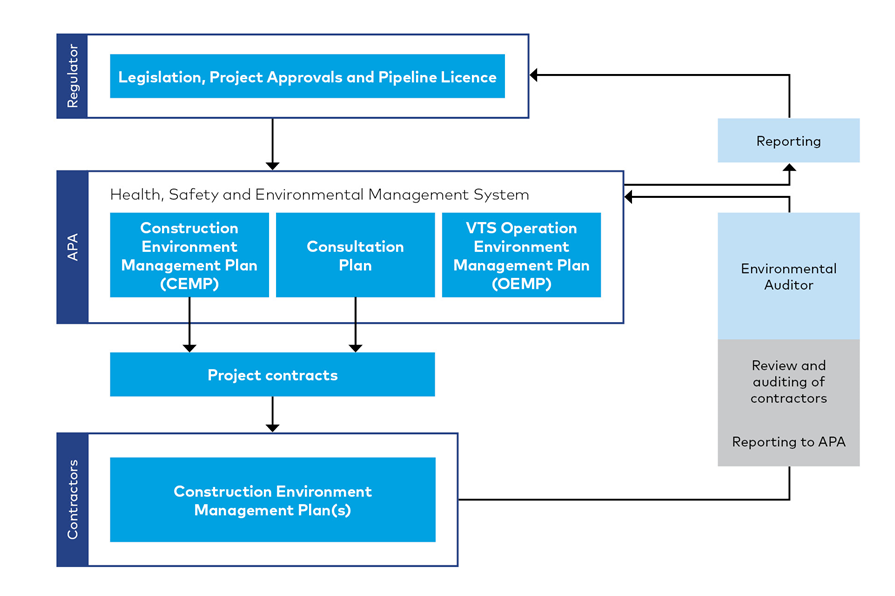 Regulator
Legislation, Project Approvals and Pipeline Licence
Reporting
APA
Health, Safety and Environmental Management System
Construction
Environment
Management Plan
(CEMP)
Consultation
Plan
VTS Operation
Environment
Management Plan
(OEMP)
Environmental
Auditor
Review and
auditing of
contractors
Reporting to APA
Project contracts
Contractors
Construction Environment
Management Plan(s)